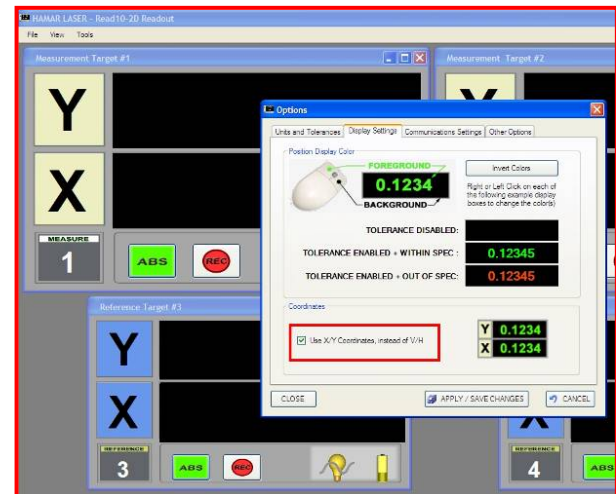 HAMAR LASER - Read10-2D Readout
File View Tools
Measurement Target #1
Measurement Target #2
Y
X
MEASURE
1
ABS
REC
Options
Units and Tolerances
Display Settings
Communications Settings
Other Options
Position Display Color
FOREGROUND
0.1234
BACKGROUND
Invert Colors
Right or Left Click on each of
the following example display
boxes to change the color(s)
TOLERANCE DISABLED:
TOLERANCE ENABLED + WITHIN SPEC :
0.12345
TOLERANCE ENABLED + OUT OF SPEC:
0.12345
Coordinates
Use X/Y Coordinates, instead of V/H
Y 0.1234
X 0.1234
CLOSE
APPLY / SAVE CHANGES
CANCEL
Reference Target #3
Y
X
REFERENCE
3
ABS
REC
REFERENCE
4
ABS